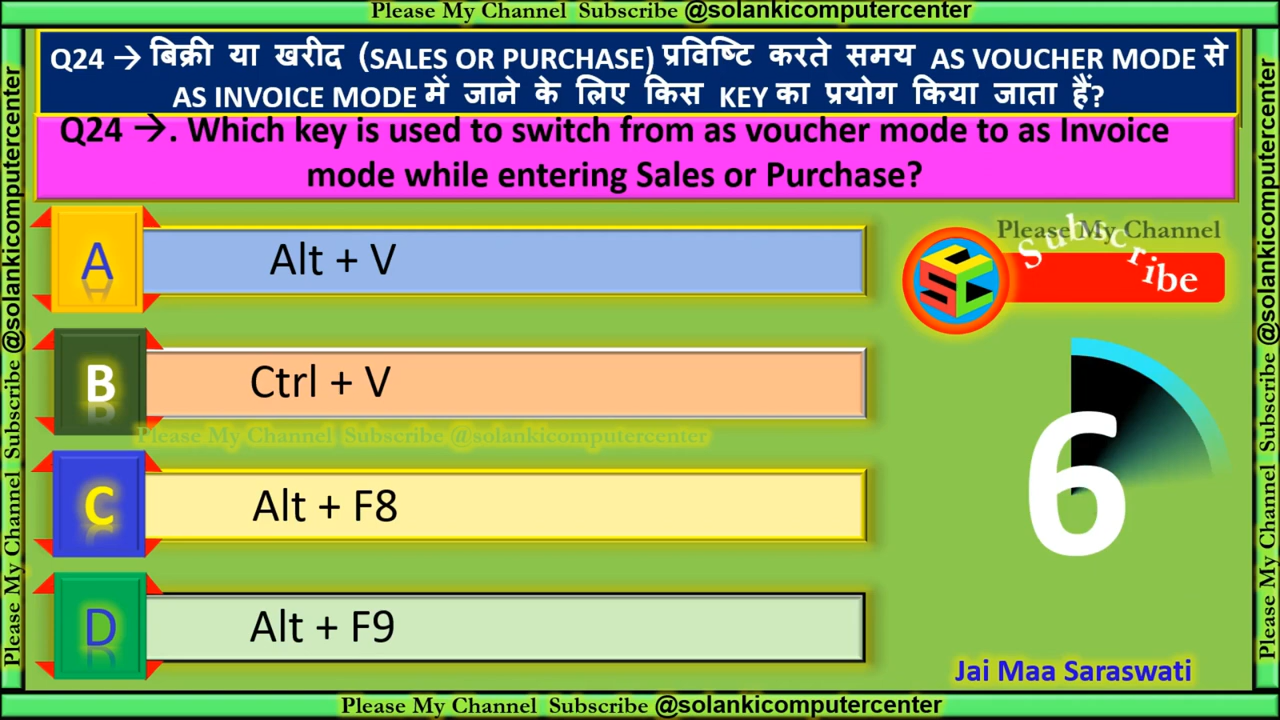 Please My Channel Subscribe @solankicomputercenter
Q24 → बिक्री या खरीद (SALES OR PURCHASE) प्रविष्टि करते समय AS VOUCHER MODE से
AS INVOICE MODE में जाने के लिए किस KEY का प्रयोग किया जाता हैं?
Q24 →. Which key is used to switch from as voucher mode to as Invoice
mode while entering Sales or Purchase?
A Alt + V
Please My Channel
Subscribe
CSC
B Ctrl + V
Please My Channel Subscribe @solankicomputercenter
C Alt + F8
6
D Alt + F9
Jai Maa Saraswati
Please My Channel Subscribe @solankicomputercenter
Please My Channel Subscribe @solankicomputercenter
Please My Channel Subscribe @solankicomputercenter